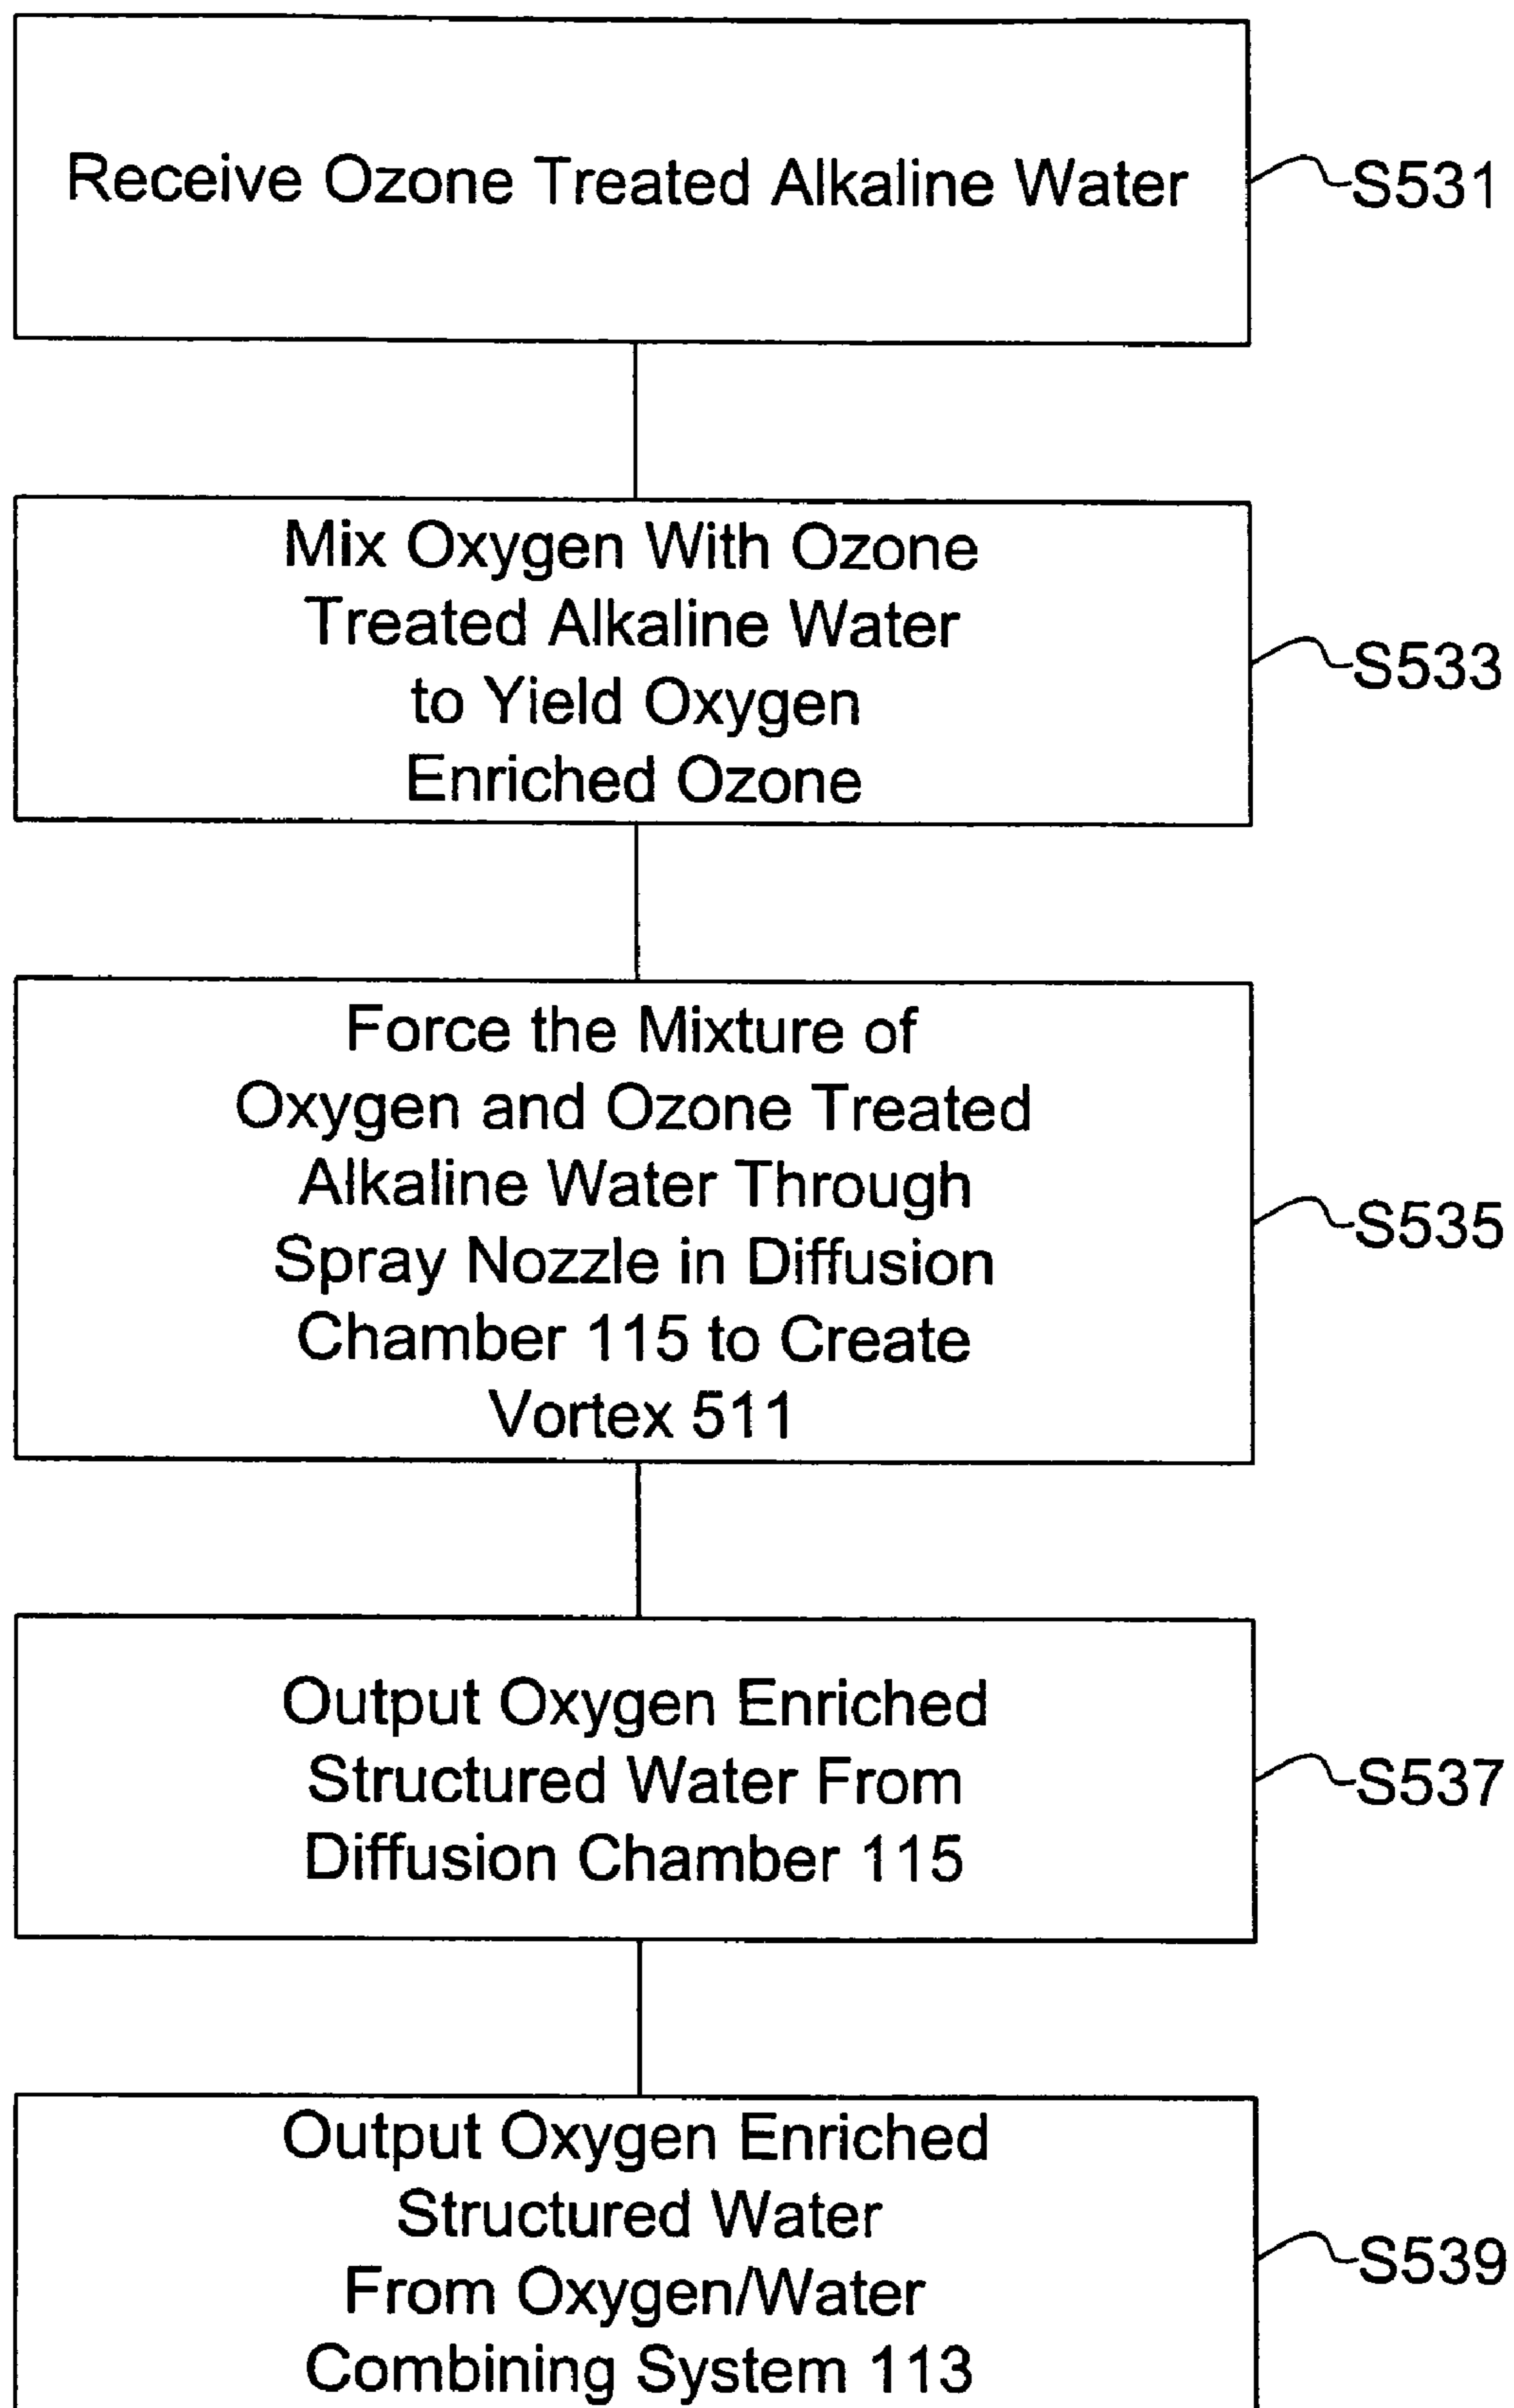 Receive Ozone Treated Alkaline Water
S531
Mix Oxygen With Ozone
Treated Alkaline Water
to Yield Oxygen
Enriched Ozone
S533
Force the Mixture of
Oxygen and Ozone Treated
Alkaline Water Through
Spray Nozzle in Diffusion
Chamber 115 to Create
Vortex 511
S535
Output Oxygen Enriched
Structured Water From
Diffusion Chamber 115
S537
Output Oxygen Enriched
Structured Water
From Oxygen/Water
Combining System 113
S539